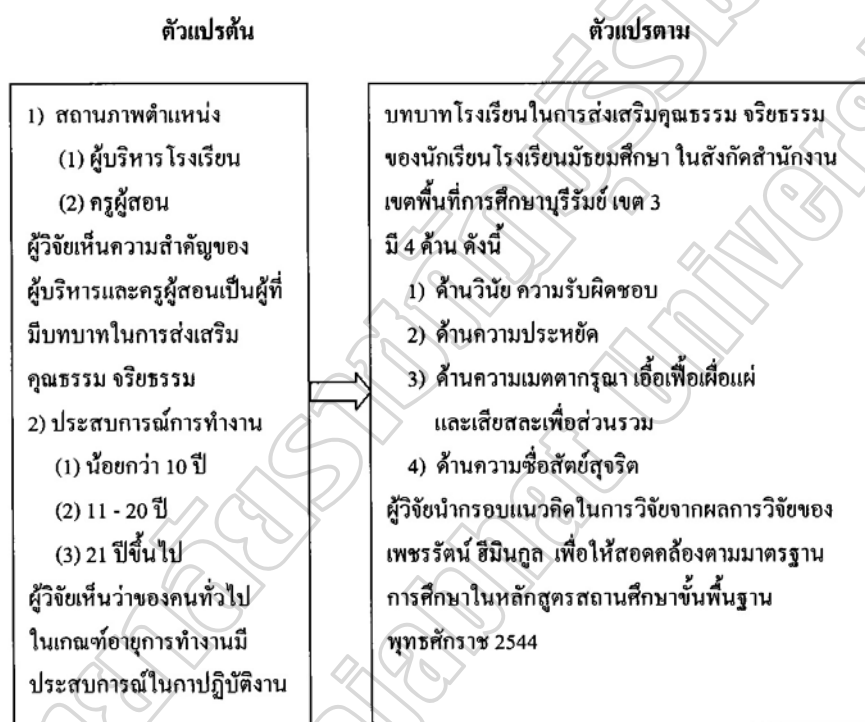 ตัวแปรต้น
ตัวแปรตาม
1) สถานภาพตำแหน่ง
(1) ผู้บริหารโรงเรียน
(2) ครูผู้สอน
ผู้วิจัยเห็นความสำคัญของ
ผู้บริหารและครูผู้สอนเป็นผู้ที่
มีบทบาทในการส่งเสริม
คุณธรรม จริยธรรม
2) ประสบการณ์การทำงาน
(1) น้อยกว่า 10 ปี
(2) 11 - 20 ปี
(3) 21 ปีขึ้นไป
ผู้วิจัยเห็นว่าของคนทั่วไป
ในเกณฑ์อายุการทำงานมี
ประสบการณ์ในกาปฏิบัติงาน
บทบาทโรงเรียนในการส่งเสริมคุณธรรม จริยธรรม
ของนักเรียนโรงเรียนมัธยมศึกษา ในสังกัดสำนักงาน
เขตพื้นที่การศึกษาบุรีรัมย์ เขต 3
มี 4 ด้าน ดังนี้
1) ด้านวินัย ความรับผิดชอบ
2) ด้านความประหยัด
3) ด้านความเมตตากรุณา เอื้อเฟื้อเผื่อแผ่
และเสียสละเพื่อส่วนรวม
4) ด้านความซื่อสัตย์สุจริต
ผู้วิจัยนำกรอบแนวคิดในการวิจัยจากผลการวิจัยของ
เพชรรัตน์ ฮีมินกูล เพื่อให้สอดคล้องตามมาตรฐาน
การศึกษาในหลักสูตรสถานศึกษาขั้นพื้นฐาน
พุทธศักราช 2544